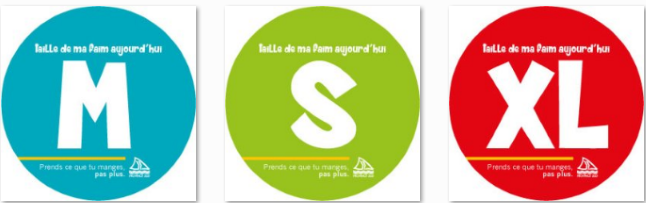 Taille de ma faim aujourd'hui
M
Prends ce que tu manges,
pas plus.
Taille de ma faim aujourd'hui
S
Prends ce que tu manges,
pas plus.
Taille de ma faim aujourd'hui
XL
Prends ce que tu manges,
pas plus.